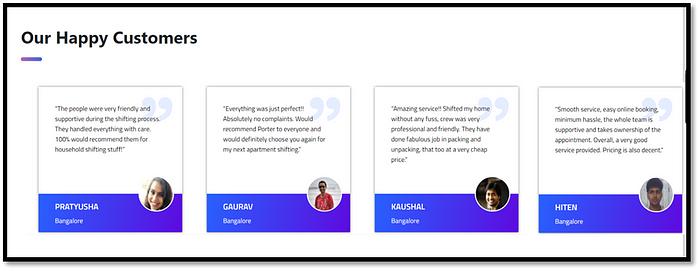 Our Happy Customers
"The people were very friendly and
supportive during the shifting process.
They handled everything with care.
100% would recommend them for
household shifting stuff!"
PRATYUSHA
Bangalore
"Everything was just perfect!!
Absolutely no complaints. Would
recommend Porter to everyone and
would definitely choose you again for
my next apartment shifting."
GAURAV
Bangalore
"Amazing service!! Shifted my home
without any fuss, crew was very
professional and friendly. They have
done fabulous job in packing and
unpacking, that too at a very cheap
price."
KAUSHAL
Bangalore
"Smooth service, easy online booking,
minimum hassle, the whole team is
supportive and takes ownership of the
appointment. Overall, a very good
service provided. Pricing is also decent."
HITEN
Bangalore